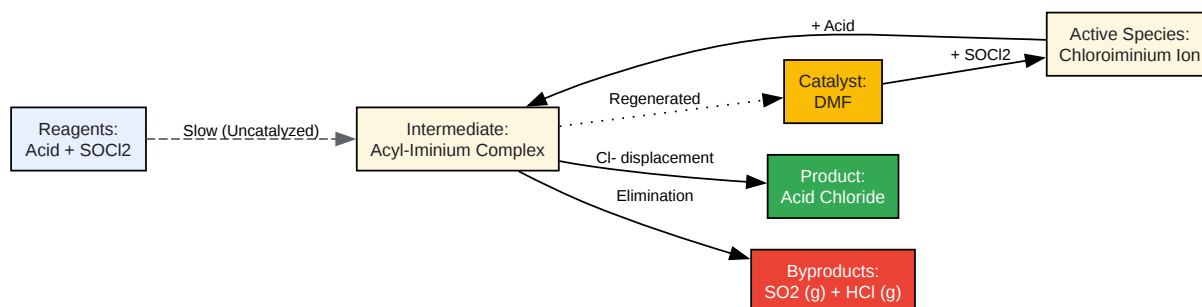 + Acid
Active Species:
Chloroiminium Ion
+ SOCl2
Catalyst:
DMF
Regenerated
Reagents:
Acid + SOCl2
Slow (Uncatalyzed)
Intermediate:
Acyl-Iminium Complex
Cl- displacement
Product:
Acid Chloride
Elimination
Byproducts:
SO2 (g) + HCl (g)